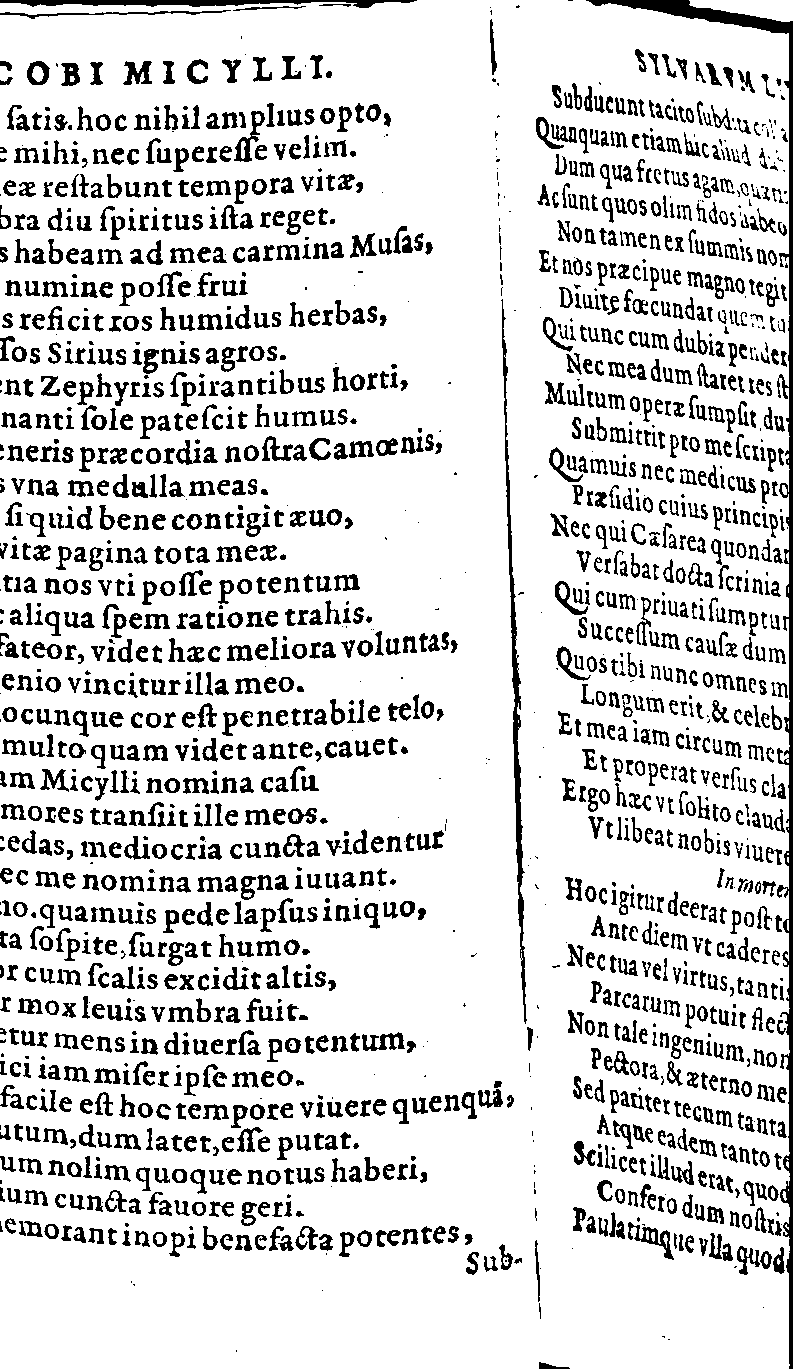 COBI MICYLLI.
ſatis. hoc nihil amplius opto,
e mihi, nec ſupereſſe velim.
eæ reſtabunt tempora vitæ,
bra diu ſpiritus iſta reget.
s habeam ad mea carmina Muſas,
numine poſſe frui
s reficit ros humidus herbas,
ſſos Sirius ignis agros.
ent Zephyris ſpirantibus horti,
nanti ſole pateſcit humus.
eneris præcordia noſtra Camœnis,
s vna medulla meas.
ſi quid bene contigit æuo,
vitæ pagina tota meæ.
tia nos vti poſſe potentum
c aliqua ſpem ratione trahis.
fateor, videt hæc meliora voluntas,
enio vincitur illa meo.
ocunque cor eſt penetrabile telo,
multo quam videt ante, cauet.
am Micylli nomina caſu
mores tranſiit ille meos.
cedas, mediocria cuncta videntur
ec me nomina magna iuuant.
no. quamuis pede lapſus iniquo,
ta ſoſpite, ſurgat humo.
or cum ſcalis excidit altis,
r mox leuis vmbra fuit.
etur mens in diuerſa potentum,
ici iam miſer ipſe meo.
facile eſt hoc tempore viuere quenquã,
utum, dum latet, eſſe putat.
um nolim quoque notus haberi,
ium cuncta fauore geri.
emorant inopi benefacta potentes,
Sub-
SYLVARVM LI
Subducunt tacito ſubdita
Quanquam etiam hic aliud
Dum qua fretus agam, quam
Ac ſunt quos olim fidos habeo
Non tamen ex ſummis nom
Et nos præcipue magno tegit
Diuite fœcundat quem
Qui tunc cum dubia pender
Nec mea dum ſtaret res ſt
Multum operæ ſumpſit, du
Submittit pro me ſcripta
Quamuis nec medicus pro
Præſidio cuius principi
Nec qui Cæſarea quondam
Verſabat docta ſcrinia
Qui cum priuati ſumptum
Succeſſum cauſæ dum
Quos tibi nunc omnes m
Longum erit, & celebr
Et mea iam circum meta
Et properat verſus cla
Ergo hæc vt ſolito clauda
Vt libeat nobis viuere
In morte
Hoc igitur deerat poſt to
Ante diem vt caderes
Nec tua vel virtus, tantis
Parcarum potuit flect
Non tale ingenium, non
Pectora, & æterno me
Sed pariter tecum tanta
Atque eadem tanto te
Scilicet illud erat, quod
Confero dum noſtris
Paulatimque vlla quod